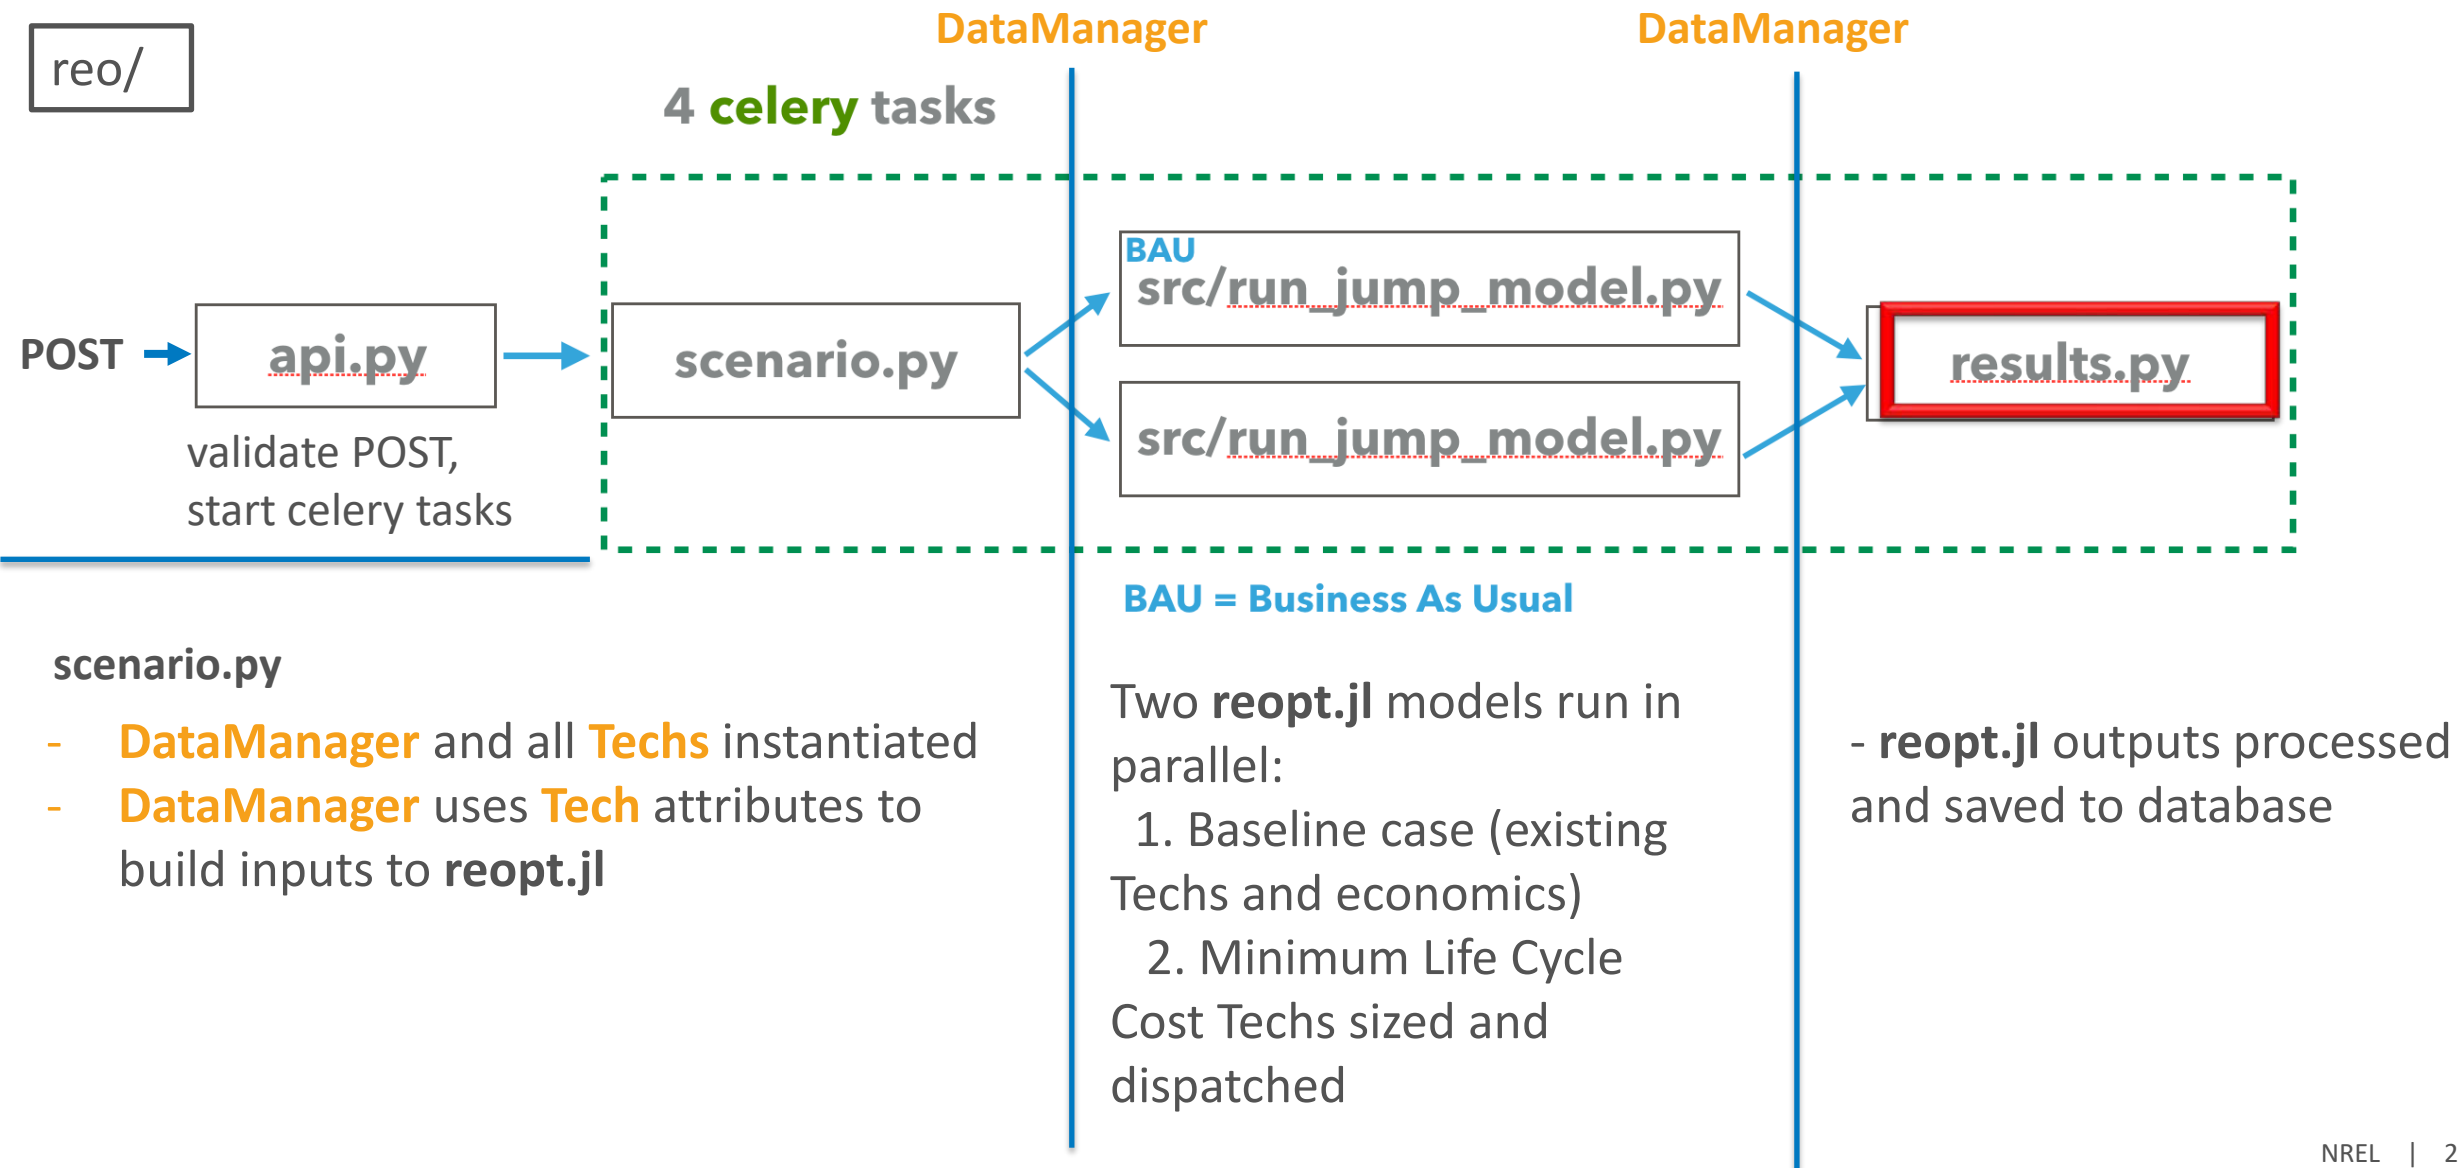 reo/
DataManager
DataManager
4 celery tasks
POST
api.py
validate POST,
start celery tasks
scenario.py
BAU
src/run_jump_model.py
src/run_jump_model.py
results.py
BAU = Business As Usual
scenario.py
- DataManager and all Techs instantiated
- DataManager uses Tech attributes to
build inputs to reopt.jl
Two reopt.jl models run in
parallel:
1. Baseline case (existing
Techs and economics)
2. Minimum Life Cycle
Cost Techs sized and
dispatched
- reopt.jl outputs processed
and saved to database
NREL | 2